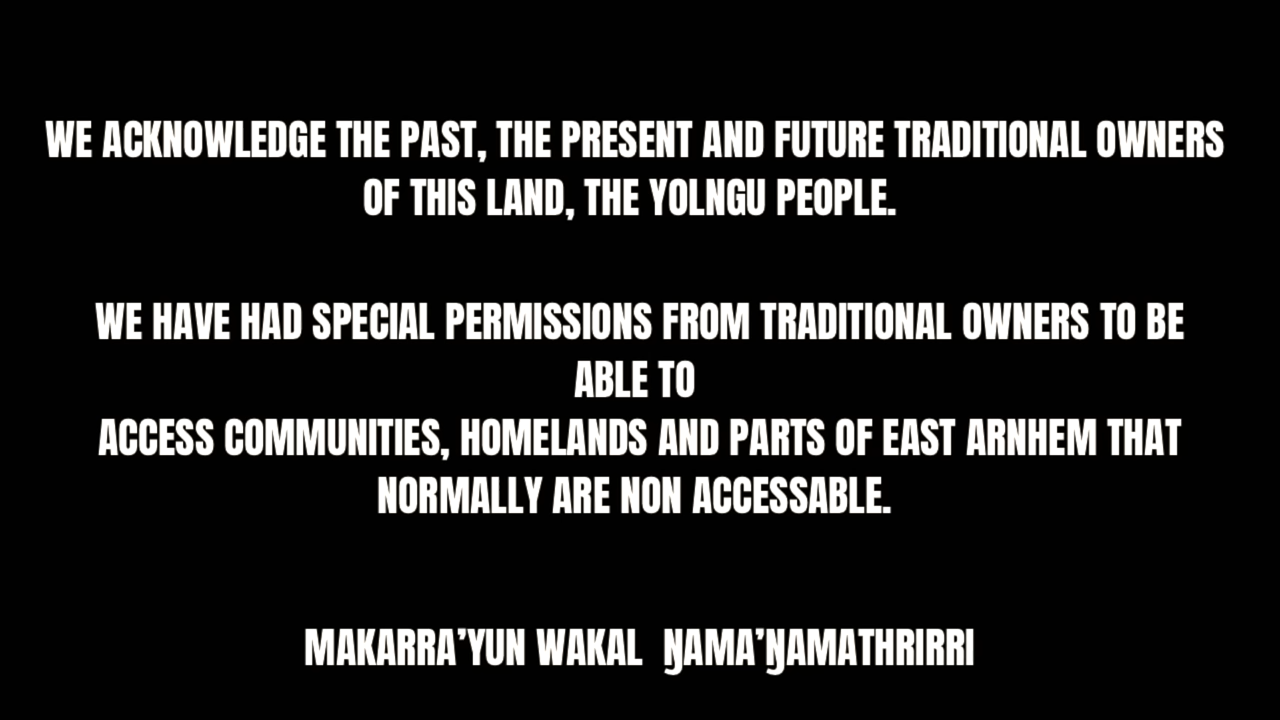 WE ACKNOWLEDGE THE PAST, THE PRESENT AND FUTURE TRADITIONAL OWNERS
OF THIS LAND, THE YOLNGU PEOPLE.
WE HAVE HAD SPECIAL PERMISSIONS FROM TRADITIONAL OWNERS TO BE
ABLE TO
ACCESS COMMUNITIES, HOMELANDS AND PARTS OF EAST ARNHEM THAT
NORMALLY ARE NON ACCESSABLE.
MAKARRA’YUN WAKAL ŊAMA’ŊAMATHRIRRI